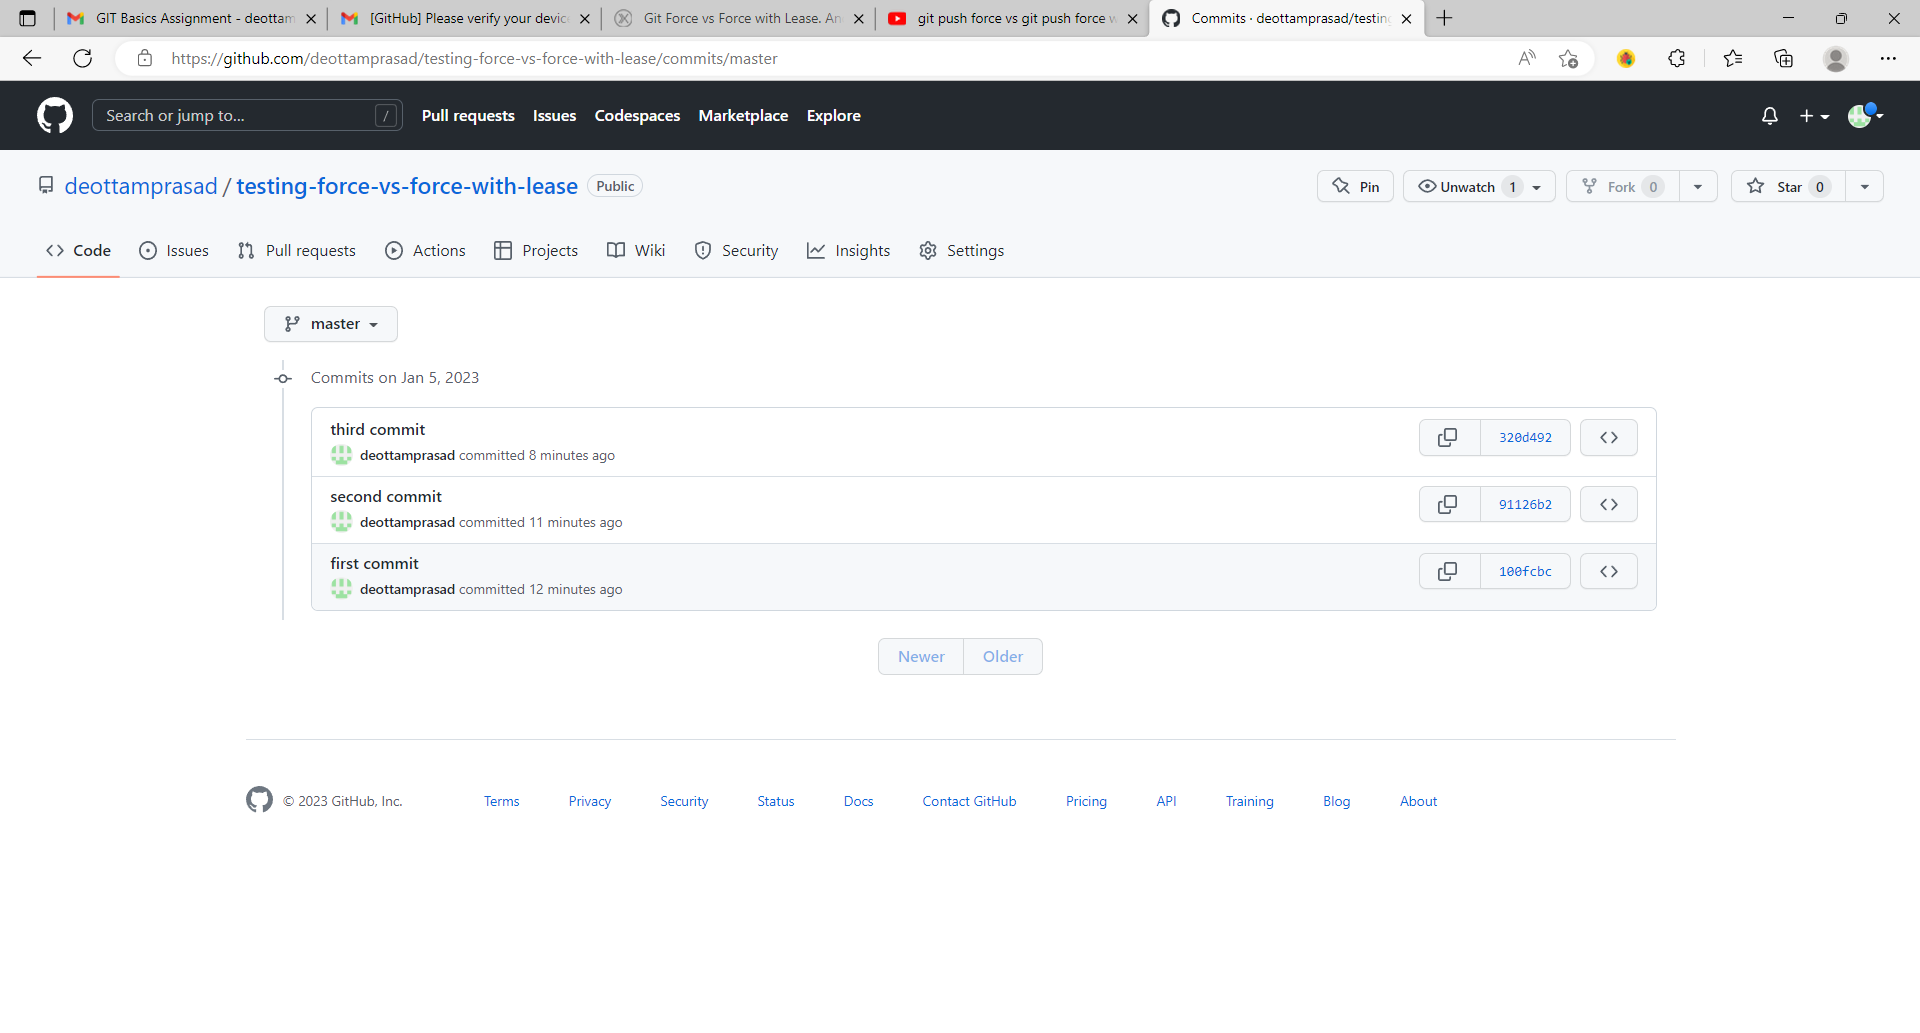 GIT Basics Assignment - deottam
[GitHub] Please verify your device
Git Force vs Force with Lease. An
git push force vs git push force w
Commits · deottamprasad/testing
https://github.com/deottamprasad/testing-force-vs-force-with-lease/commits/master
Search or jump to... / Pull requests Issues Codespaces Marketplace Explore
deottamprasad / testing-force-vs-force-with-lease Public
Pin Unwatch 1 Fork 0 Star 0
Code Issues Pull requests Actions Projects Wiki Security Insights Settings
master
Commits on Jan 5, 2023
third commit
deottamprasad committed 8 minutes ago
320d492
second commit
deottamprasad committed 11 minutes ago
91126b2
first commit
deottamprasad committed 12 minutes ago
100fcbc
Newer Older
© 2023 GitHub, Inc. Terms Privacy Security Status Docs Contact GitHub Pricing API Training Blog About